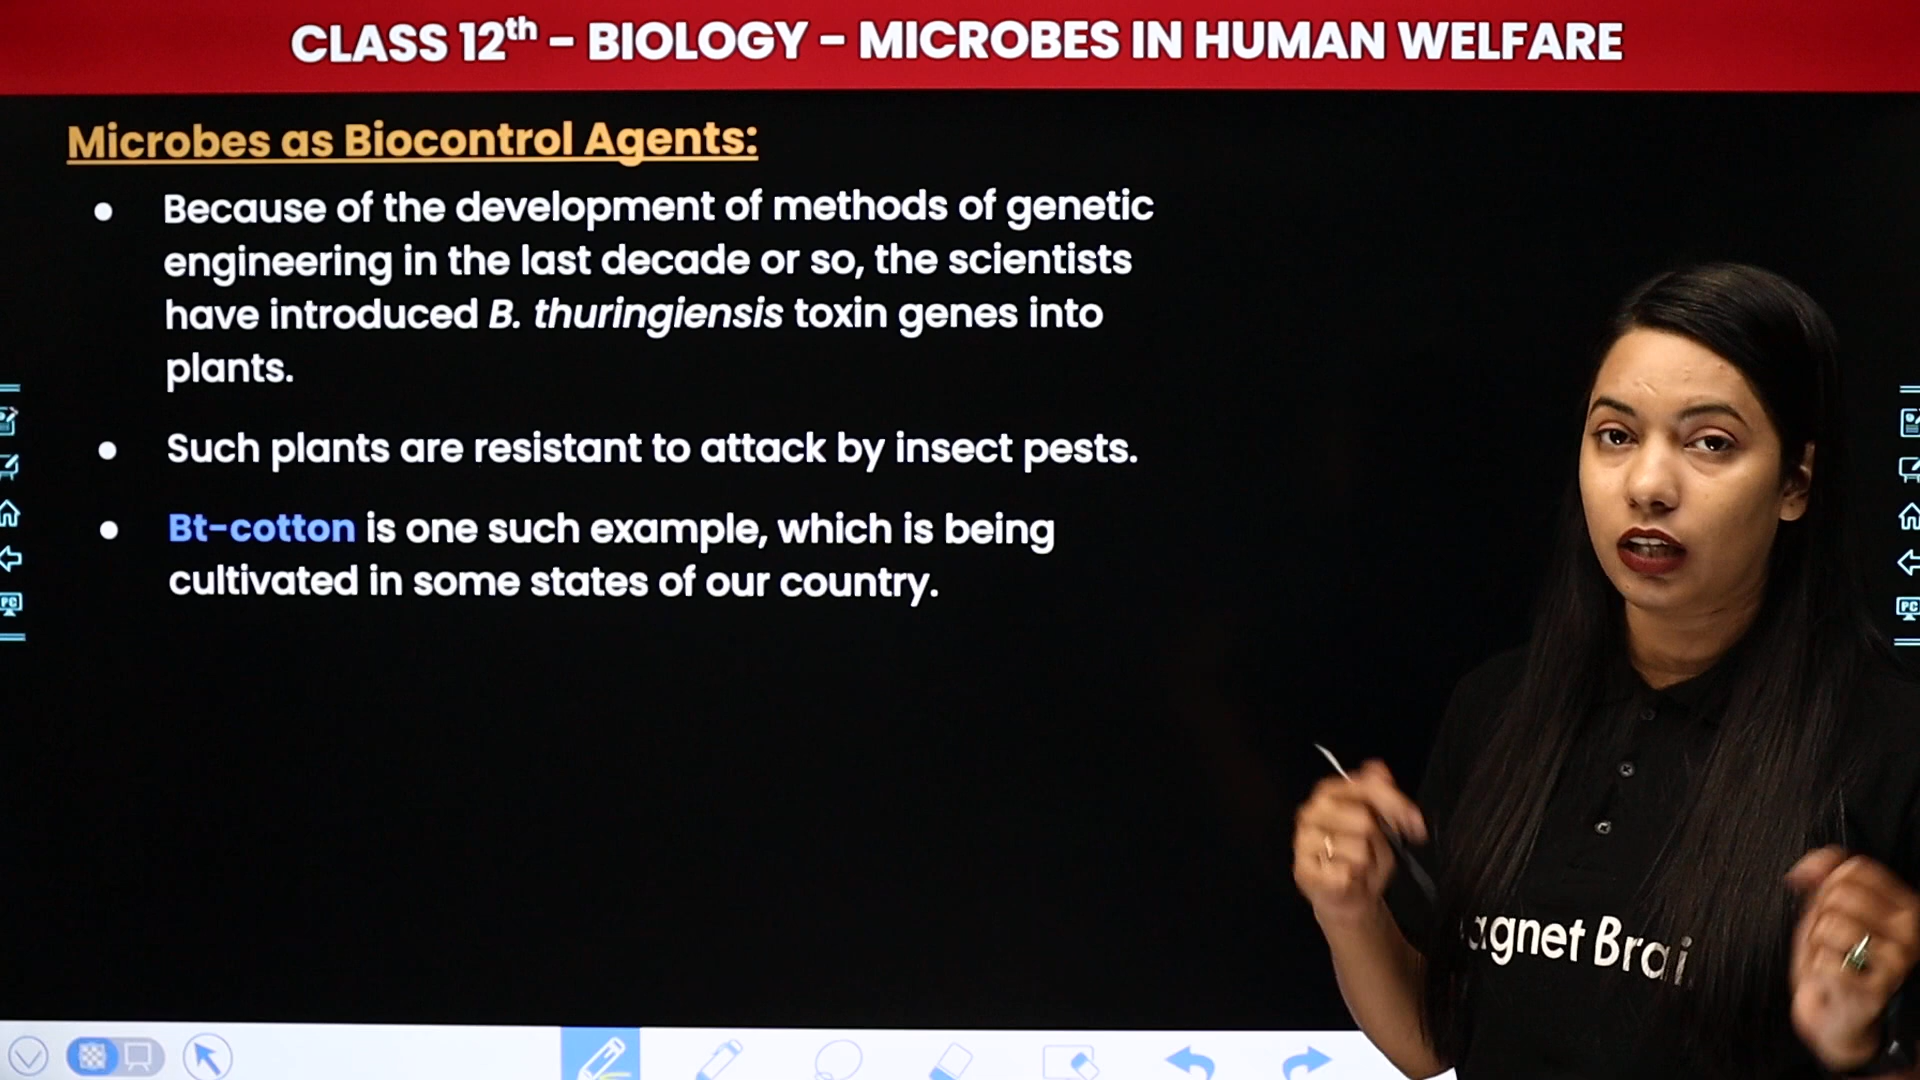 CLASS 12th – BIOLOGY – MICROBES IN HUMAN WELFARE
Microbes as Biocontrol Agents:
• Because of the development of methods of genetic
engineering in the last decade or so, the scientists
have introduced B. thuringiensis toxin genes into
plants.
• Such plants are resistant to attack by insect pests.
• Bt-cotton is one such example, which is being
cultivated in some states of our country.
agnet Brai
PC
PC